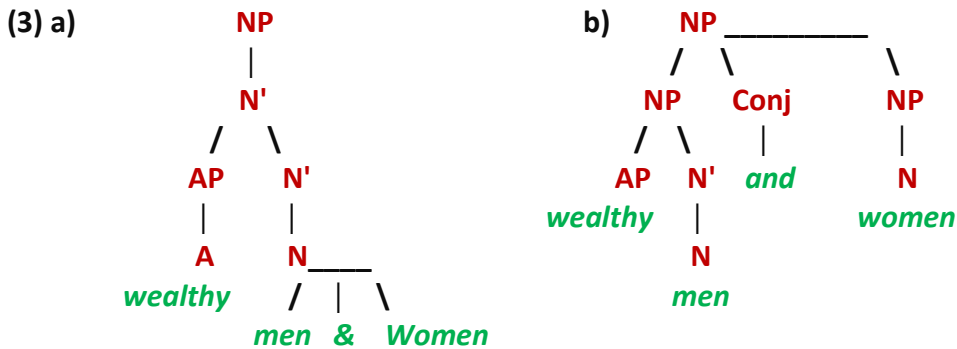 (3) a) NP b) NP
N' NP Conj NP
AP N' AP N' and N
wealthy women
A N N
wealthy men
men & Women